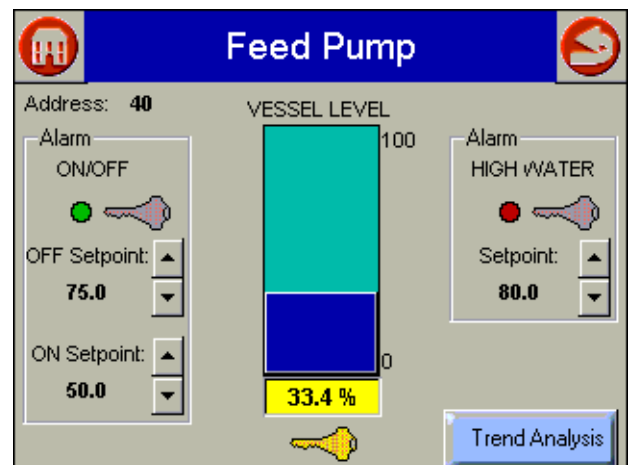 Feed Pump
Address: 40
VESSEL LEVEL
100
0
33.4 %
Alarm
ON/OFF
OFF Setpoint:
75.0
ON Setpoint:
50.0
Alarm
HIGH WATER
Setpoint:
80.0
Trend Analysis